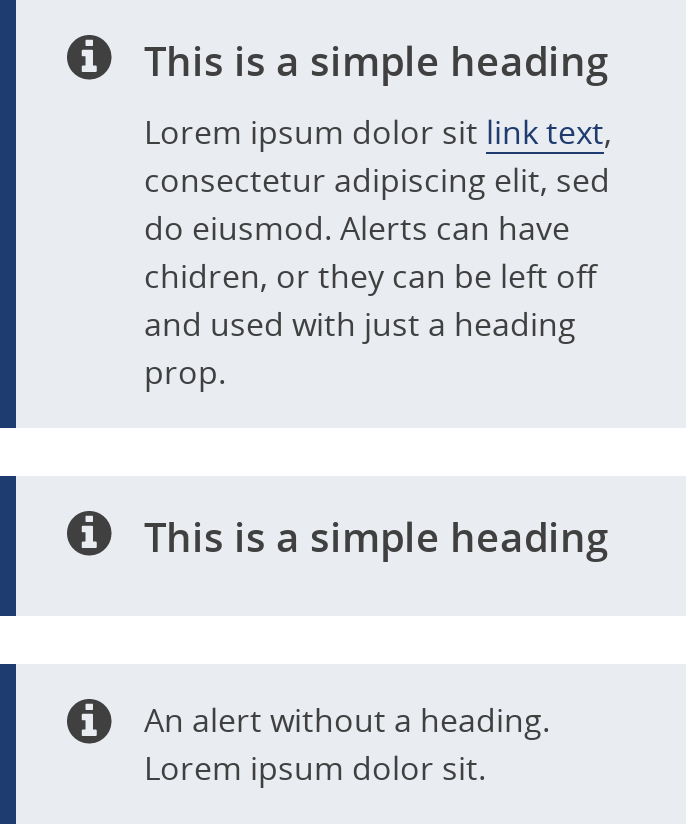 This is a simple heading
Lorem ipsum dolor sit link text,
consectetur adipiscing elit, sed
do eiusmod. Alerts can have
chidren, or they can be left off
and used with just a heading
prop.
This is a simple heading
An alert without a heading.
Lorem ipsum dolor sit.